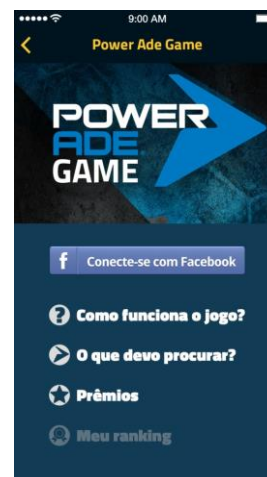 9:00 AM
Power Ade Game
POWER
ADE
GAME
f Conecte-se com Facebook
? Como funciona o jogo?
O que devo procurar?
Prêmios
Meu ranking